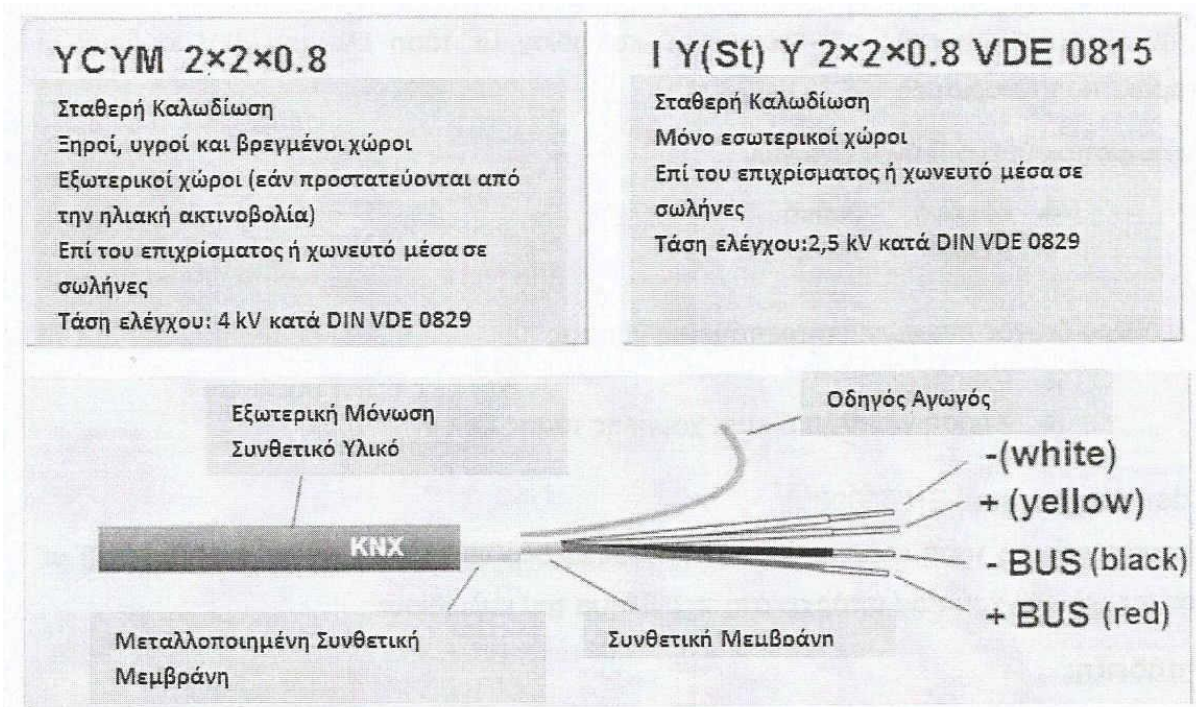 YCYM 2×2×0.8
Σταθερή Καλωδίωση
Ξηροί, υγροί και βρεγμένοι χώροι
Εξωτερικοί χώροι (εάν προστατεύονται από
την ηλιακή ακτινοβολία)
Επί του επιχρίσματος ή χωνευτό μέσα σε
σωλήνες
Τάση ελέγχου: 4 kV κατά DIN VDE 0829
I Y(St) Y 2×2×0.8 VDE 0815
Σταθερή Καλωδίωση
Μόνο εσωτερικοί χώροι
Επί του επιχρίσματος ή χωνευτό μέσα σε
σωλήνες
Τάση ελέγχου:2,5 kV κατά DIN VDE 0829
Εξωτερική Μόνωση
Συνθετικό Υλικό
Οδηγός Αγωγός
-(white)
+ (yellow)
- BUS (black)
+ BUS (red)
KNX
Μεταλλοποιημένη Συνθετική
Μεμβράνη
Συνθετική Μεμβράνη